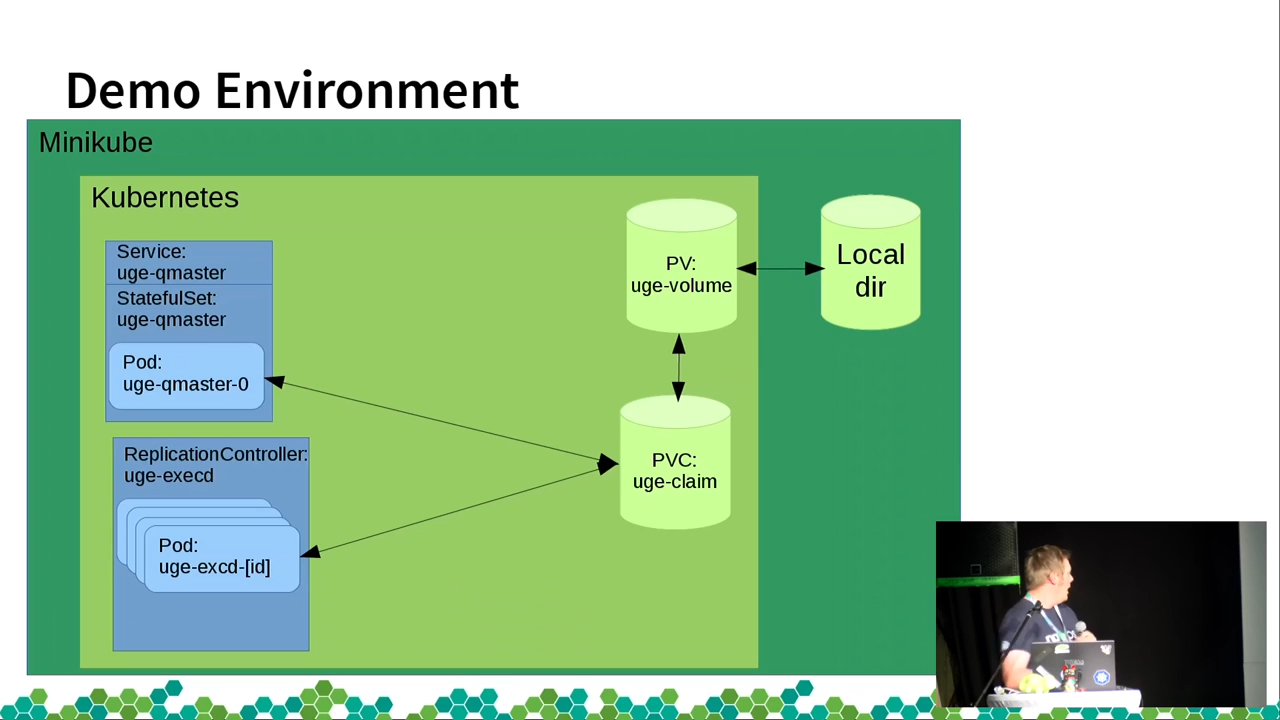 Demo Environment
Minikube
Kubernetes
Service:
uge-qmaster
StatefulSet:
uge-qmaster
Pod:
uge-qmaster-0
ReplicationController:
uge-execd
Pod:
uge-excd-[id]
PV:
uge-volume
PVC:
uge-claim
Local
dir